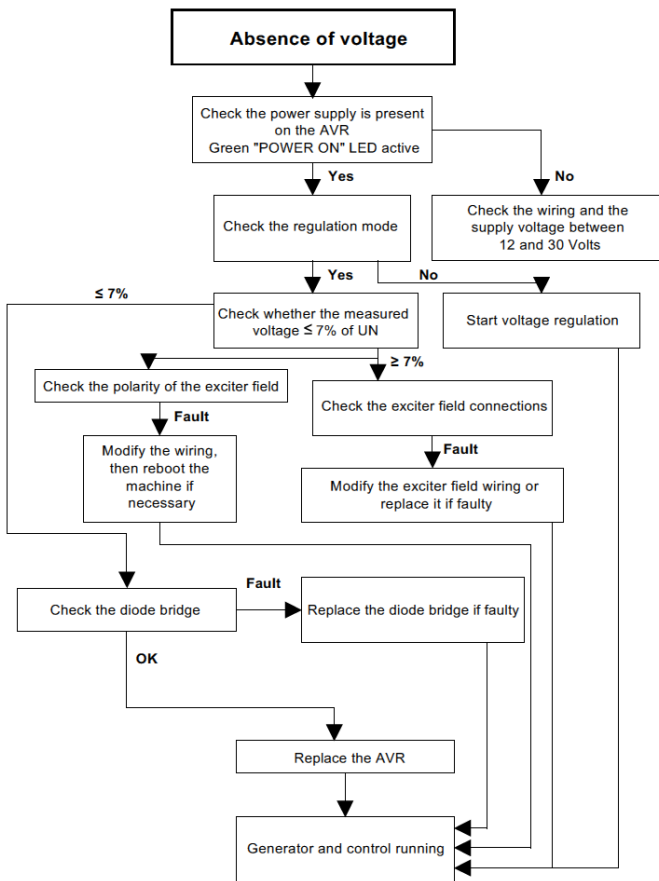 Absence of voltage
Check the power supply is present
on the AVR
Green "POWER ON" LED active
Yes
No
Check the regulation mode
Check the wiring and the
supply voltage between
12 and 30 Volts
Yes
No
≤ 7%
Check whether the measured
voltage ≤ 7% of UN
Start voltage regulation
≥ 7%
Check the polarity of the exciter field
Check the exciter field connections
Fault
Fault
Modify the wiring,
then reboot the
machine if
necessary
Modify the exciter field wiring or
replace it if faulty
Check the diode bridge
Fault
Replace the diode bridge if faulty
OK
Replace the AVR
Generator and control running